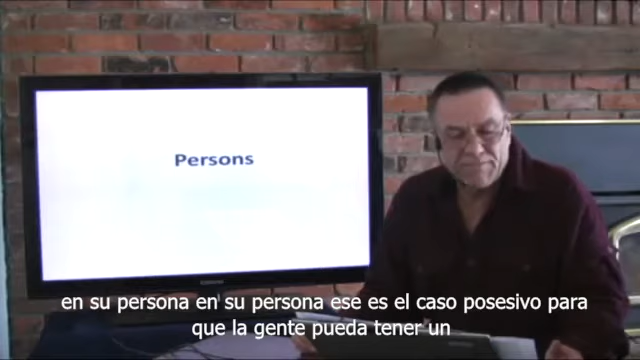 Persons
en su persona en su persona ese es el caso posesivo para
que la gente pueda tener un